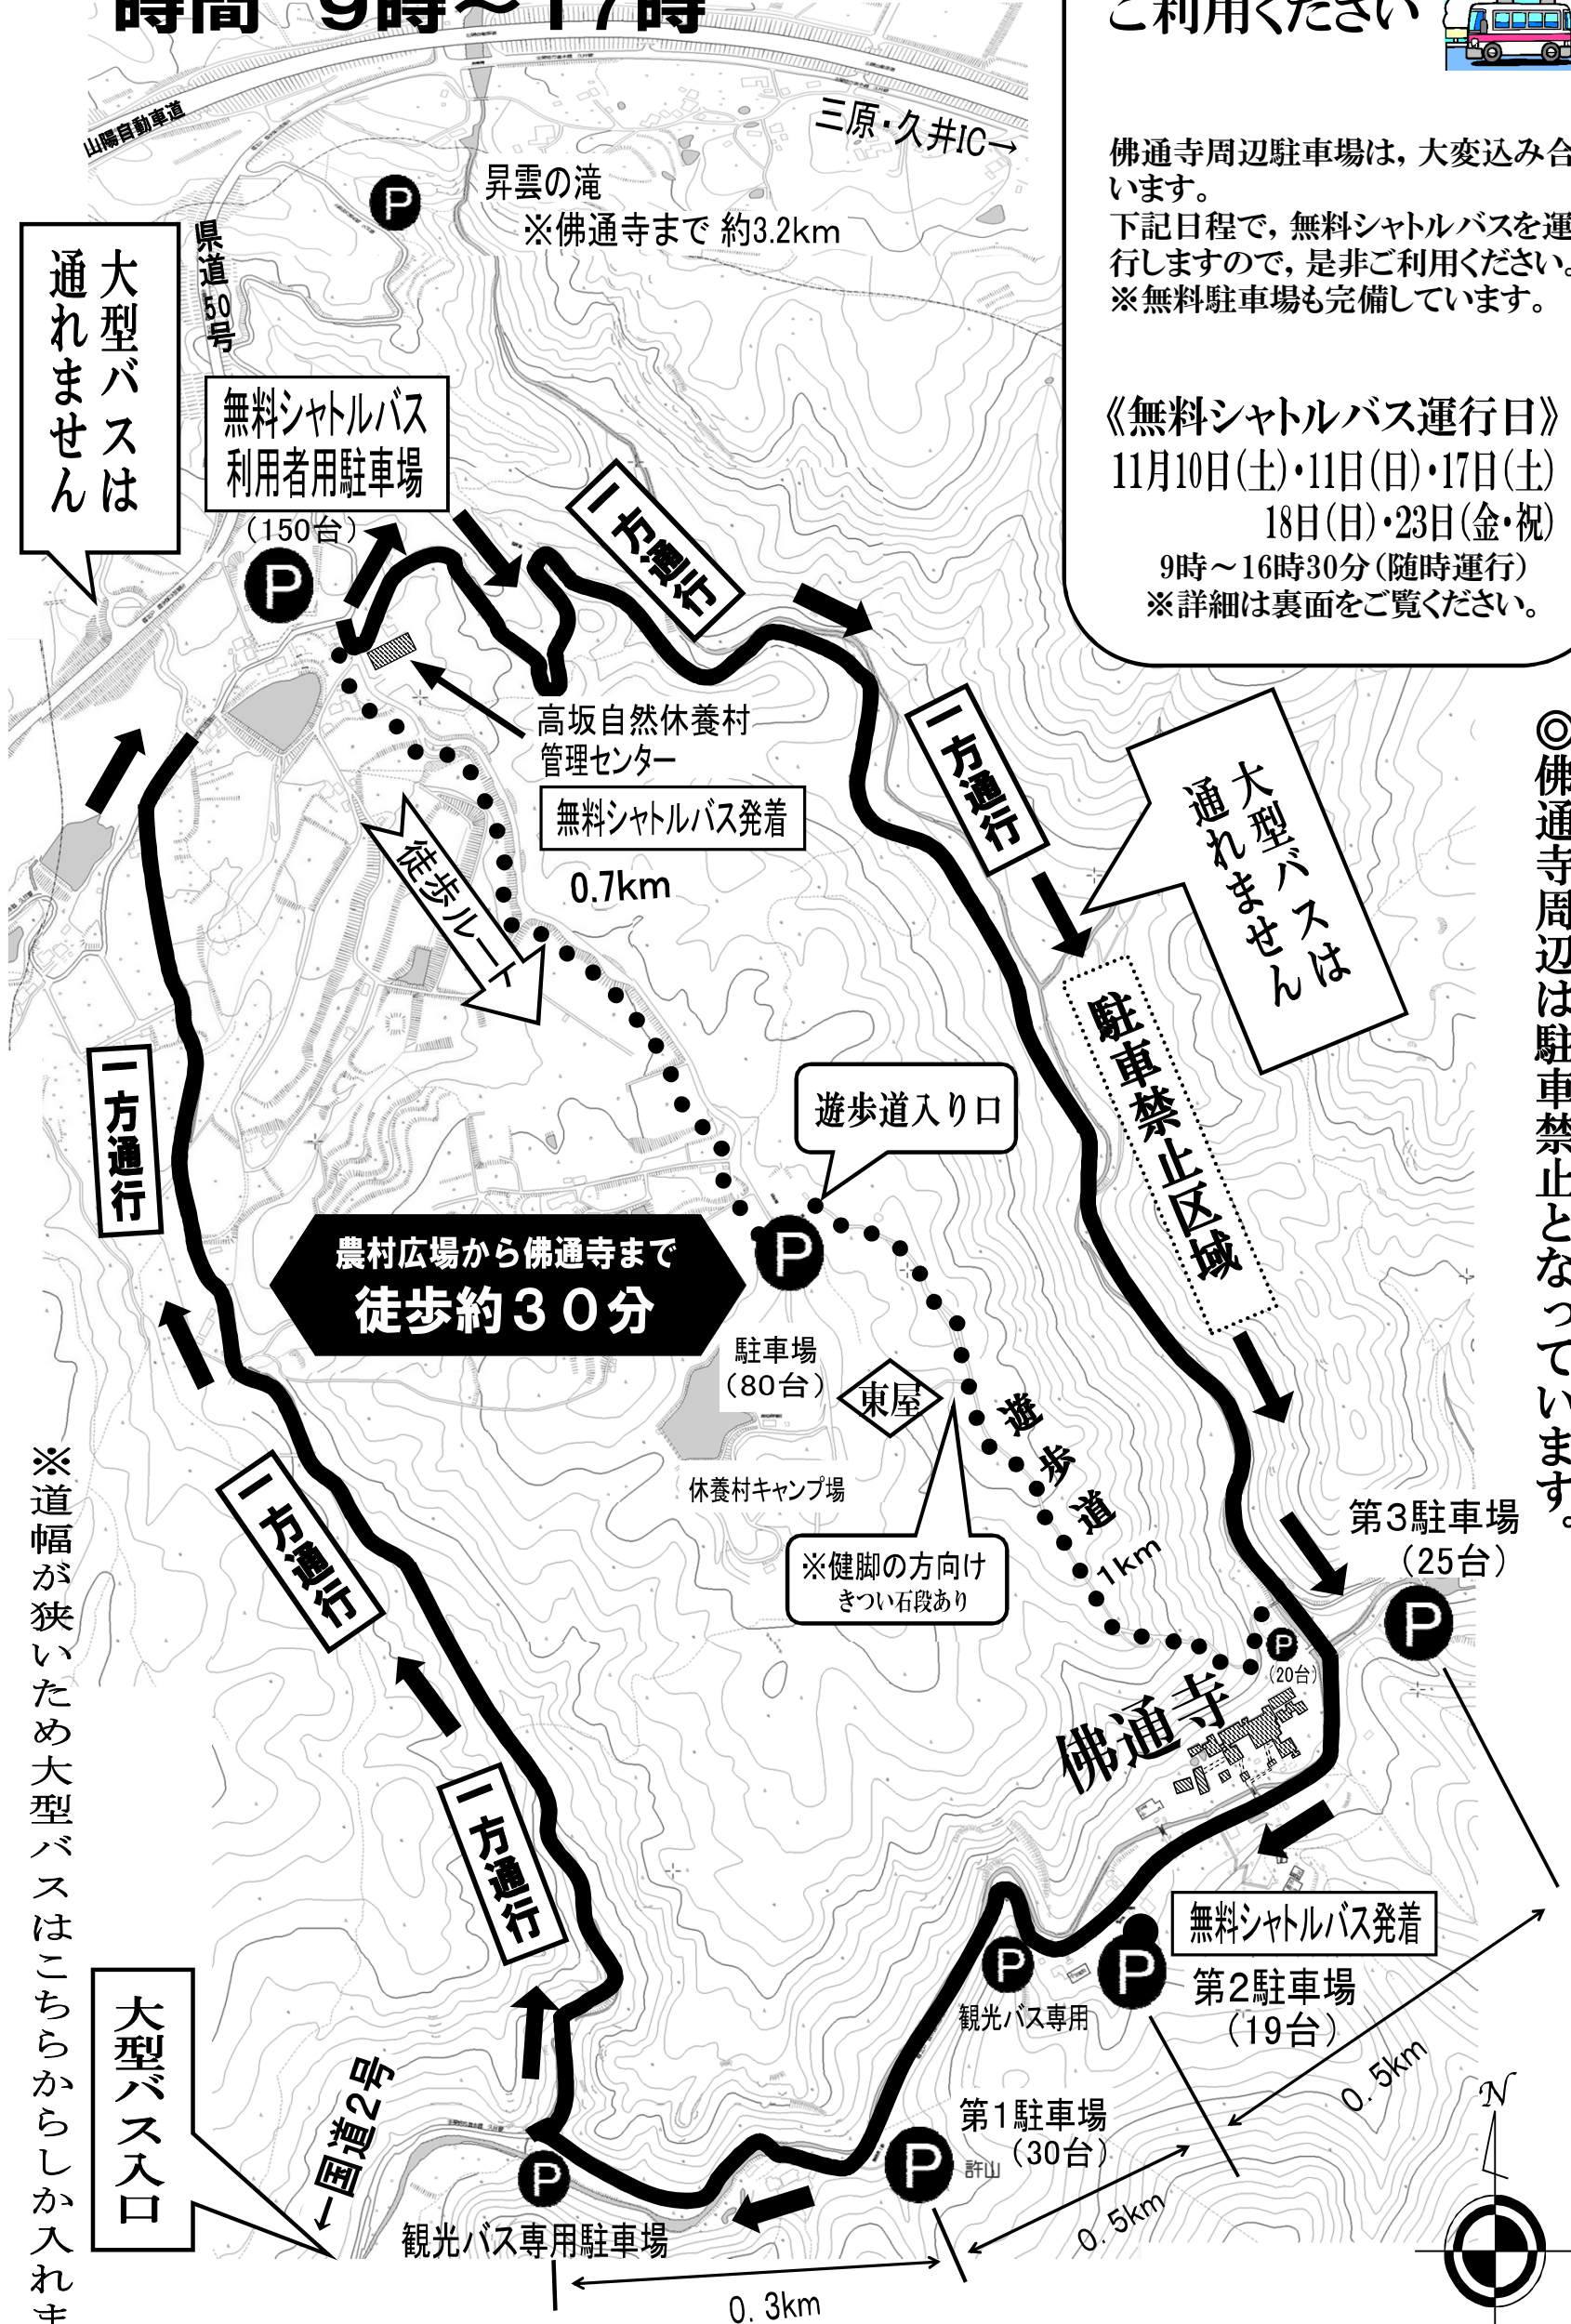 時間 9時～17時
ご利用ください
佛通寺周辺駐車場は，大変込み合
います。
下記日程で，無料シャトルバスを運
行しますので，是非ご利用ください。
※無料駐車場も完備しています。
《無料シャトルバス運行日》
11月10日(土)・11日(日)・17日(土)
18日(日)・23日(金・祝)
9時～16時30分(随時運行)
※詳細は裏面をご覧ください。
山陽自動車道
三原・久井IC→
P
昇雲の滝
※佛通寺まで 約3.2km
県道50号
大型バスは
通れません
無料シャトルバス
利用者用駐車場
(150台)
P
一方通行
高坂自然休養村
管理センター
無料シャトルバス発着
0.7km
徒歩ルート
一方通行
大型バスは
通れません
◎佛通寺周辺は駐車禁止となっています。
駐車禁止区域
一方通行
遊歩道入り口
農村広場から佛通寺まで
徒歩約３０分
P
駐車場
(80台)
東屋
遊歩道
1km
休養村キャンプ場
※健脚の方向け
きつい石段あり
一方通行
第3駐車場
(25台)
P
P
(20台)
佛通寺
一方通行
無料シャトルバス発着
P
観光バス専用
P
第2駐車場
(19台)
0.5km
第1駐車場
(30台)
P
許山
0.5km
※道幅が狭いため大型バスはこちらからしか入れま
大型バス入口
←国道2号
P
観光バス専用駐車場
0.3km
N